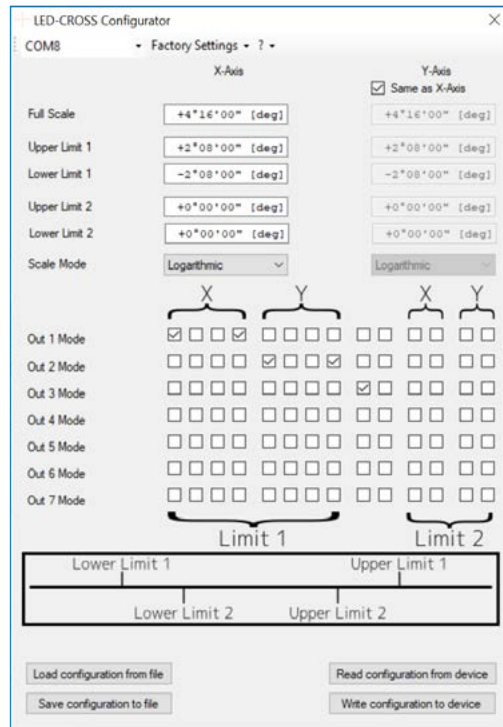 LED-CROSS Configurator
COM8 Factory Settings ?
X-Axis Y-Axis
Same as X-Axis
Full Scale +4°16'00" [deg] +4°16'00" [deg]
Upper Limit 1 +2°08'00" [deg] +2°08'00" [deg]
Lower Limit 1 -2°08'00" [deg] -2°08'00" [deg]
Upper Limit 2 +0°00'00" [deg] +0°00'00" [deg]
Lower Limit 2 +0°00'00" [deg] +0°00'00" [deg]
Scale Mode Logarithmic Logarithmic
X Y X Y
Out 1 Mode
Out 2 Mode
Out 3 Mode
Out 4 Mode
Out 5 Mode
Out 6 Mode
Out 7 Mode
Limit 1 Limit 2
Lower Limit 1 Upper Limit 1
Lower Limit 2 Upper Limit 2
Load configuration from file Read configuration from device
Save configuration to file Write configuration to device